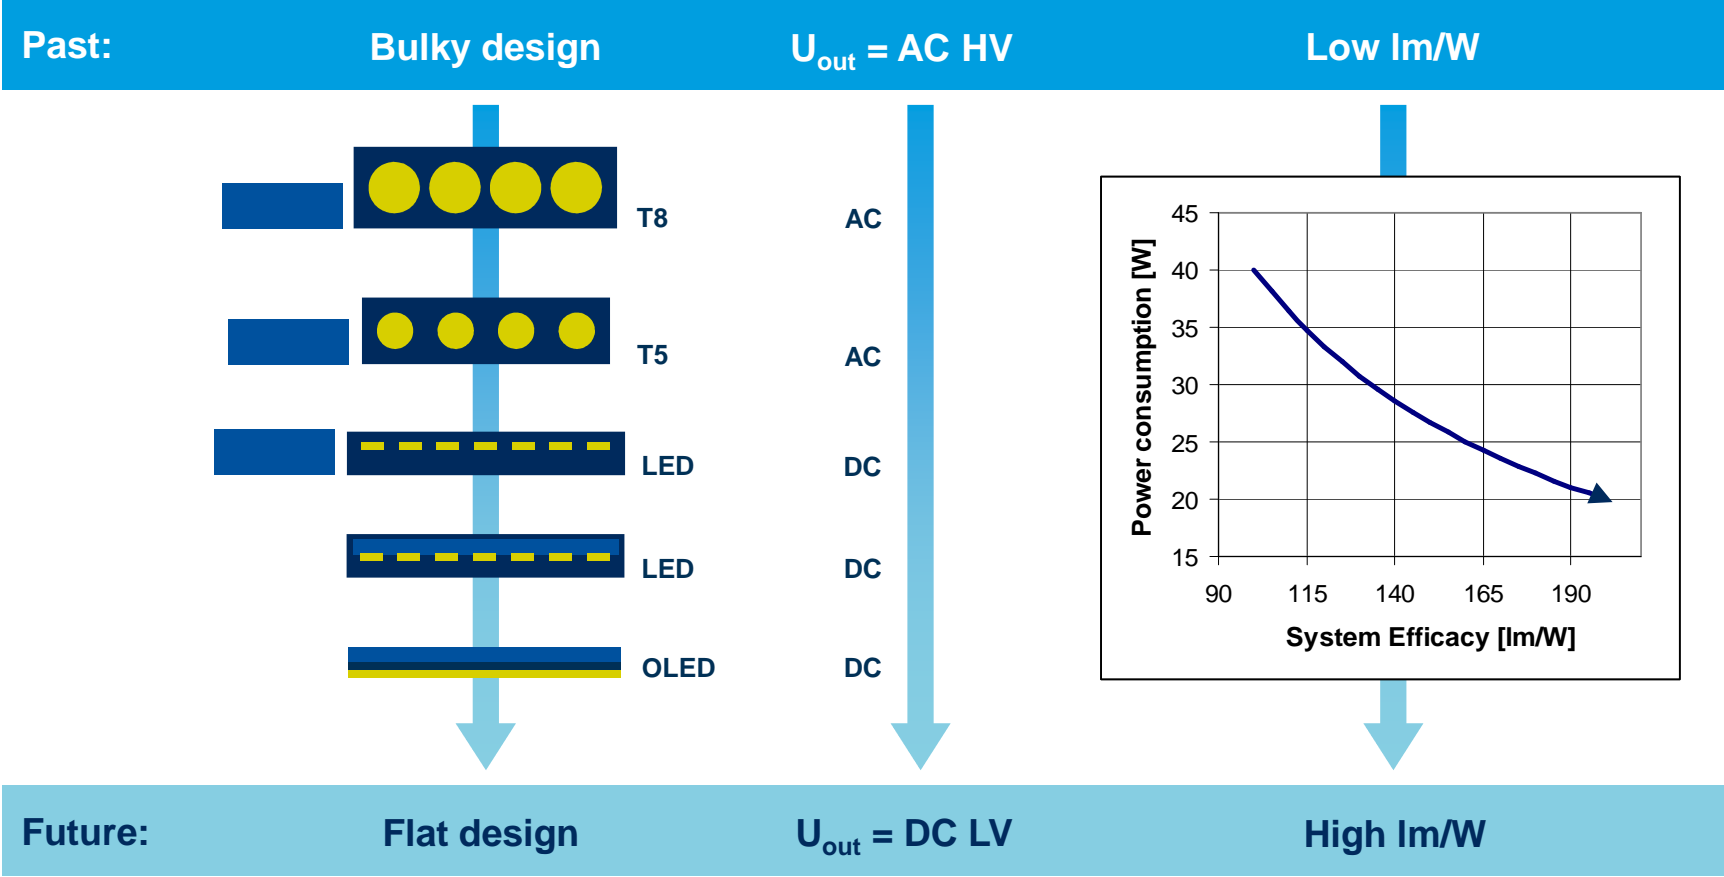 Past: Bulky design Uout = AC HV Low lm/W
T8 AC
T5 AC
LED DC
LED DC
OLED DC
Power consumption [W]
45
40
35
30
25
20
15
90 115 140 165 190
System Efficacy [lm/W]
Future: Flat design Uout = DC LV High lm/W